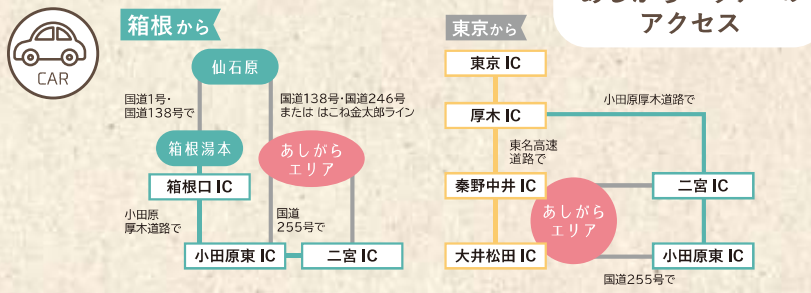 アクセス
CAR
箱根から
仙石原
国道1号・
国道138号で
国道138号・国道246号
または はこね金太郎ライン
箱根湯本
あしがら
エリア
箱根口 IC
小田原
厚木道路で
国道
255号で
小田原東 IC
二宮 IC
東京から
東京 IC
厚木 IC
小田原厚木道路で
東名高速
道路で
秦野中井 IC
二宮 IC
あしがら
エリア
大井松田 IC
小田原東 IC
国道255号で